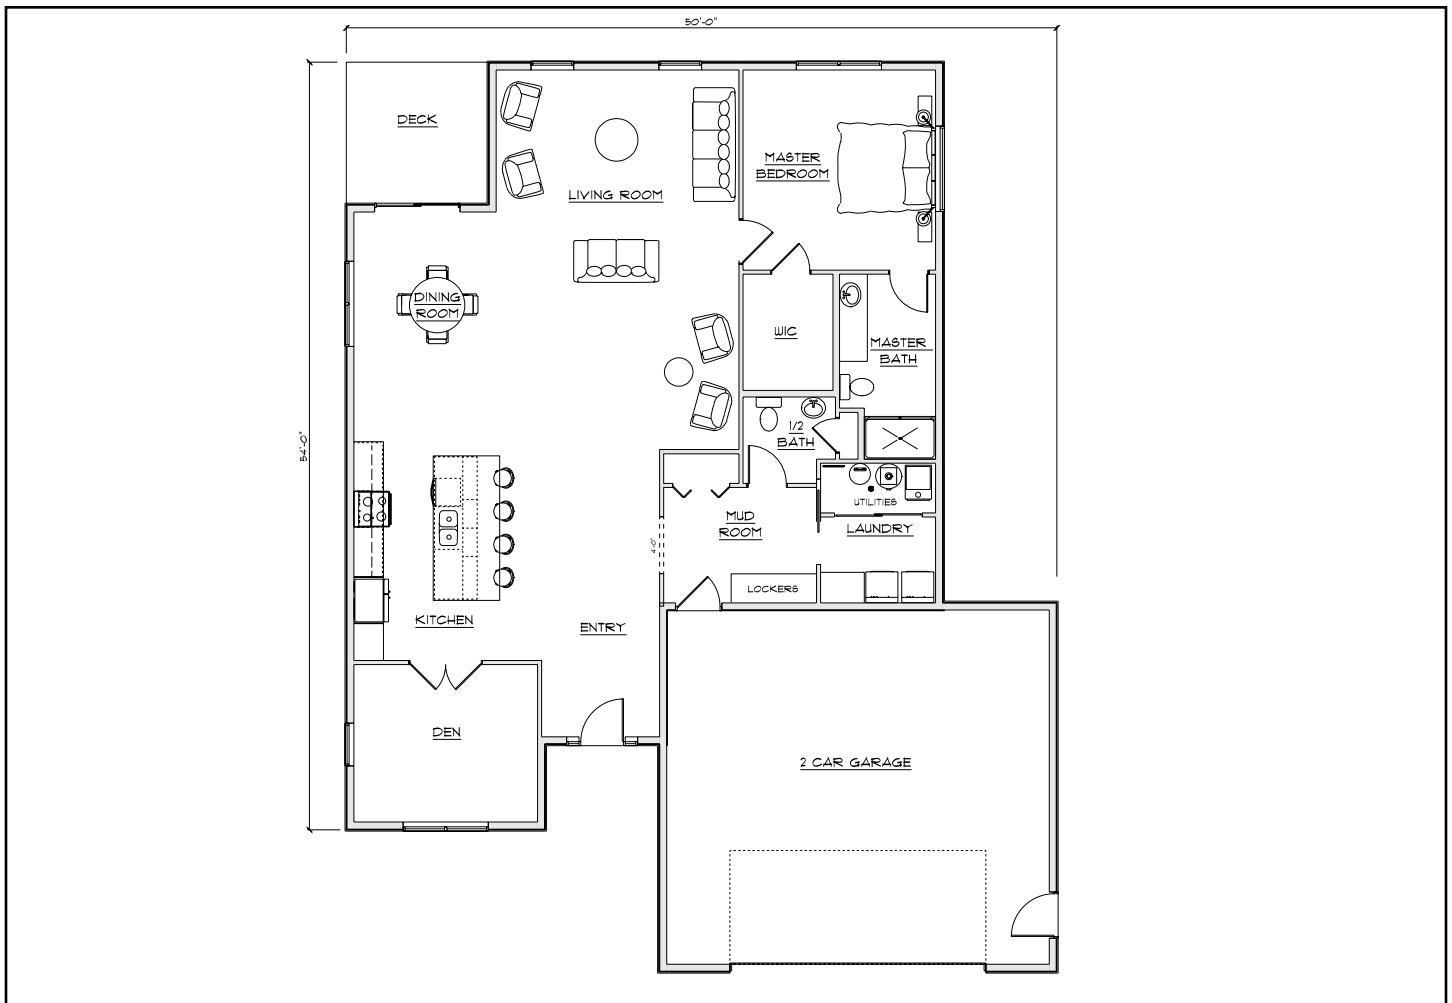 50'-0"
DECK
LIVING ROOM
MASTER
BEDROOM
54'-0"
DINING
ROOM
WIC
MASTER
BATH
1/2
BATH
UTILITIES
MUD
ROOM
LAUNDRY
4'-0"
LOCKERS
KITCHEN
ENTRY
DEN
2 CAR GARAGE